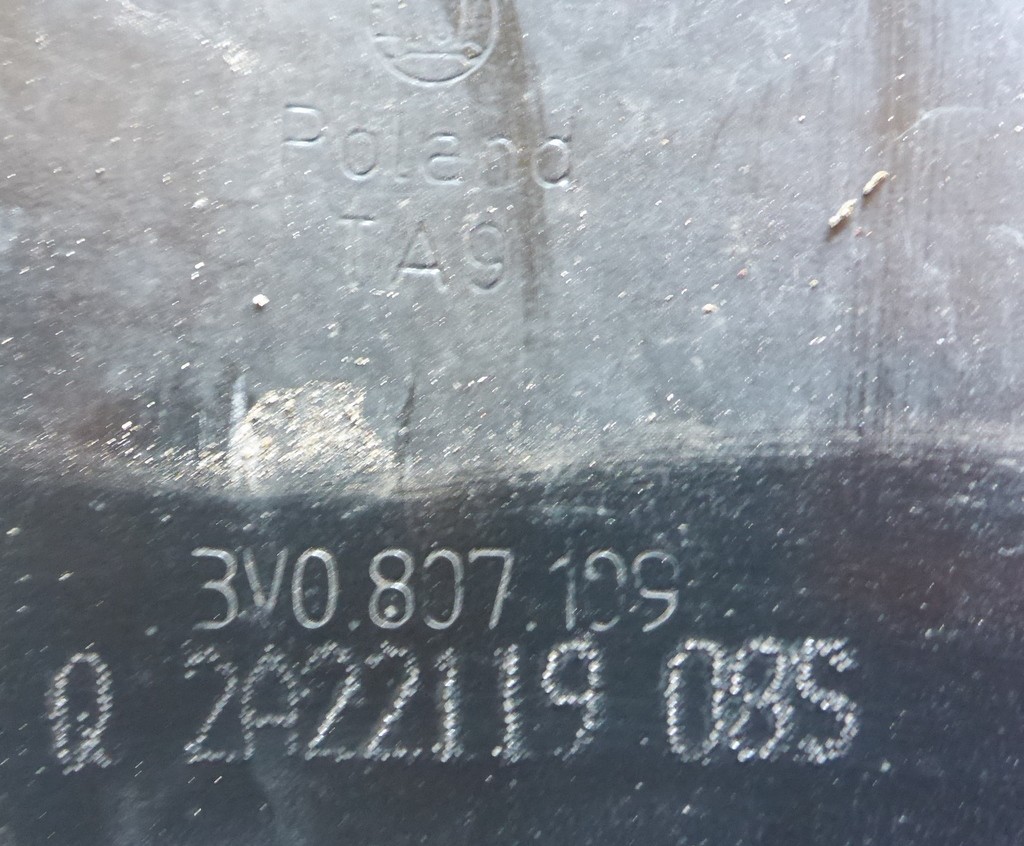 Poland
TA9
3V0.807.109
Q 2A22119 08S